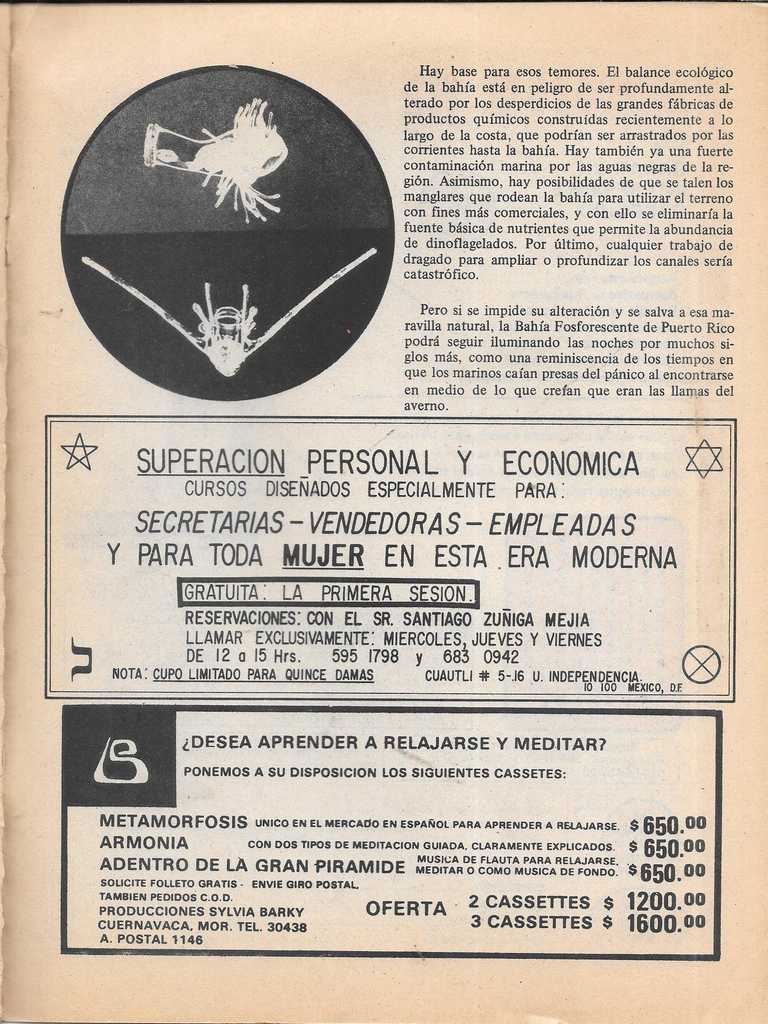 Hay base para esos temores. El balance ecológico
de la bahía está en peligro de ser profundamente al-
terado por los desperdicios de las grandes fábricas de
productos químicos construídas recientemente a lo
largo de la costa, que podrían ser arrastrados por las
corrientes hasta la bahía. Hay también ya una fuerte
contaminación marina por las aguas negras de la re-
gión. Asimismo, hay posibilidades de que se talen los
manglares que rodean la bahía para utilizar el terreno
con fines más comerciales, y con ello se eliminaría la
fuente básica de nutrientes que permite la abundancia
de dinoflagelados. Por último, cualquier trabajo de
dragado para ampliar o profundizar los canales sería
catastrófico.
Pero si se impide su alteración y se salva a esa ma-
ravilla natural, la Bahía Fosforescente de Puerto Rico
podrá seguir iluminando las noches por muchos si-
glos más, como una reminiscencia de los tiempos en
que los marinos caían presas del pánico al encontrarse
en medio de lo que creían que eran las llamas del
averno.
SUPERACION PERSONAL Y ECONOMICA
CURSOS DISEÑADOS ESPECIALMENTE PARA:
SECRETARIAS - VENDEDORAS - EMPLEADAS
Y PARA TODA MUJER EN ESTA ERA MODERNA
GRATUITA: LA PRIMERA SESION.
RESERVACIONES: CON EL SR. SANTIAGO ZUÑIGA MEJIA
LLAMAR EXCLUSIVAMENTE: MIERCOLES, JUEVES Y VIERNES
DE 12 a 15 Hrs. 595 1798 y 683 0942
NOTA: CUPO LIMITADO PARA QUINCE DAMAS CUAUTLI # 5-16 U. INDEPENDENCIA.
10 100 MEXICO, D.F.
¿DESEA APRENDER A RELAJARSE Y MEDITAR?
PONEMOS A SU DISPOSICION LOS SIGUIENTES CASSETES:
METAMORFOSIS UNICO EN EL MERCADO EN ESPAÑOL PARA APRENDER A RELAJARSE. $ 650.00
ARMONIA CON DOS TIPOS DE MEDITACION GUIADA, CLARAMENTE EXPLICADOS. $ 650.00
ADENTRO DE LA GRAN PIRAMIDE MUSICA DE FLAUTA PARA RELAJARSE, MEDITAR O COMO MUSICA DE FONDO. $ 650.00
SOLICITE FOLLETO GRATIS - ENVIE GIRO POSTAL,
TAMBIEN PEDIDOS C.O.D.
PRODUCCIONES SYLVIA BARKY
CUERNAVACA, MOR. TEL. 30438
A. POSTAL 1146
OFERTA 2 CASSETTES $ 1200.00
3 CASSETTES $ 1600.00